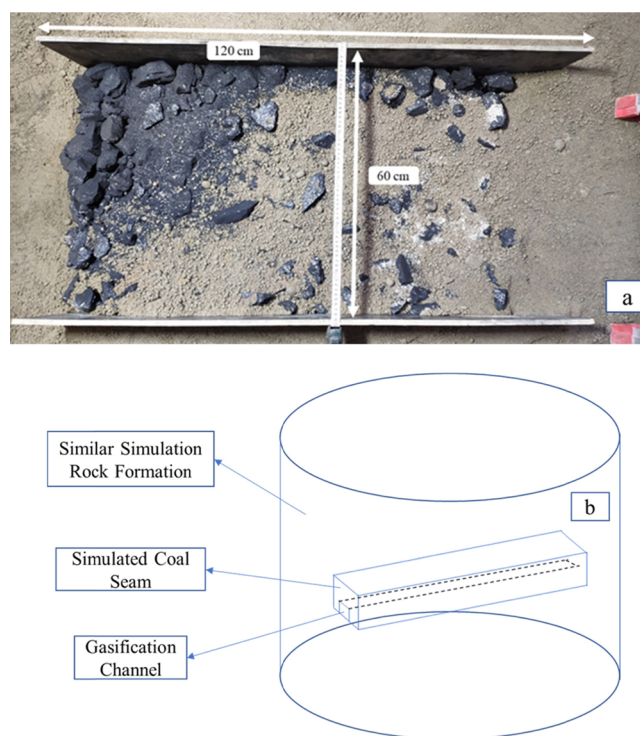 120 cm
60 cm
a
Similar Simulation
Rock Formation
b
Simulated Coal
Seam
Gasification
Channel